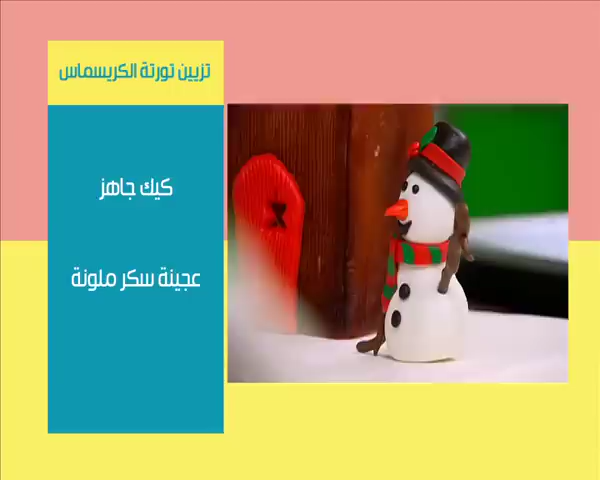 تزيين تورتة الكريسماس
كيك جاهز
عجينة سكر ملونة